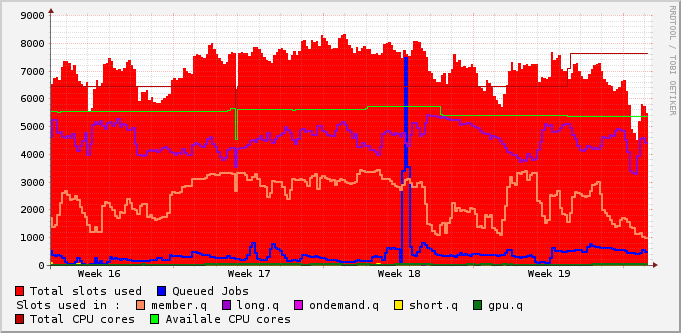 9000
8000
7000
6000
5000
4000
3000
2000
1000
0
Week 16 Week 17 Week 18 Week 19
RRDTOOL / TOBI OETIKER
Total slots used Queued Jobs
Slots used in : member.q long.q ondemand.q short.q gpu.q
Total CPU cores Availale CPU cores